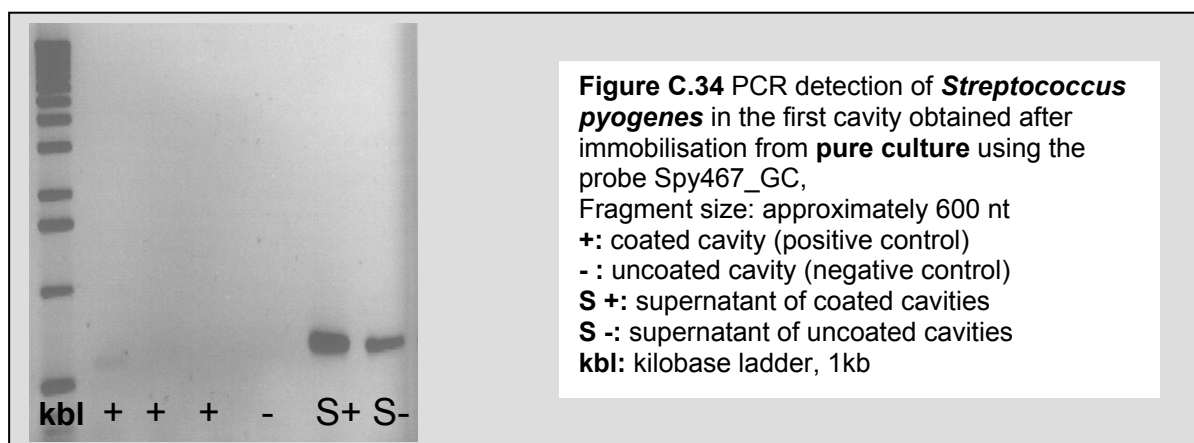 kbl + + + - S+ S-
Figure C.34 PCR detection of Streptococcus
pyogenes in the first cavity obtained after
immobilisation from pure culture using the
probe Spy467_GC,
Fragment size: approximately 600 nt
+: coated cavity (positive control)
- : uncoated cavity (negative control)
S +: supernatant of coated cavities
S -: supernatant of uncoated cavities
kbl: kilobase ladder, 1kb